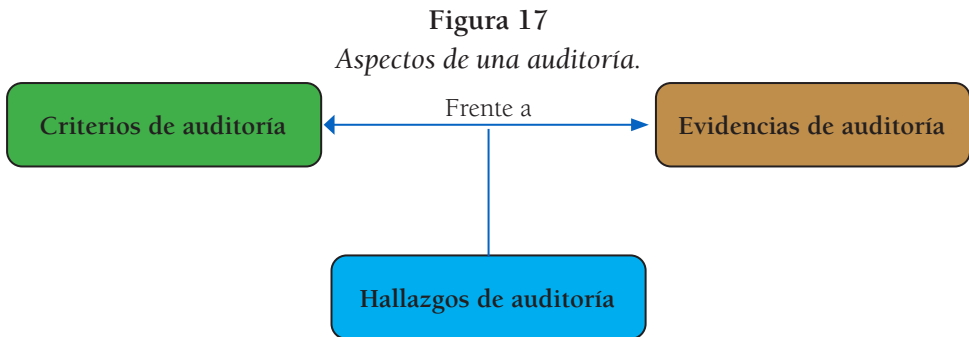 Figura 17
Aspectos de una auditoría.
Criterios de auditoría
Frente a
Evidencias de auditoría
Hallazgos de auditoría